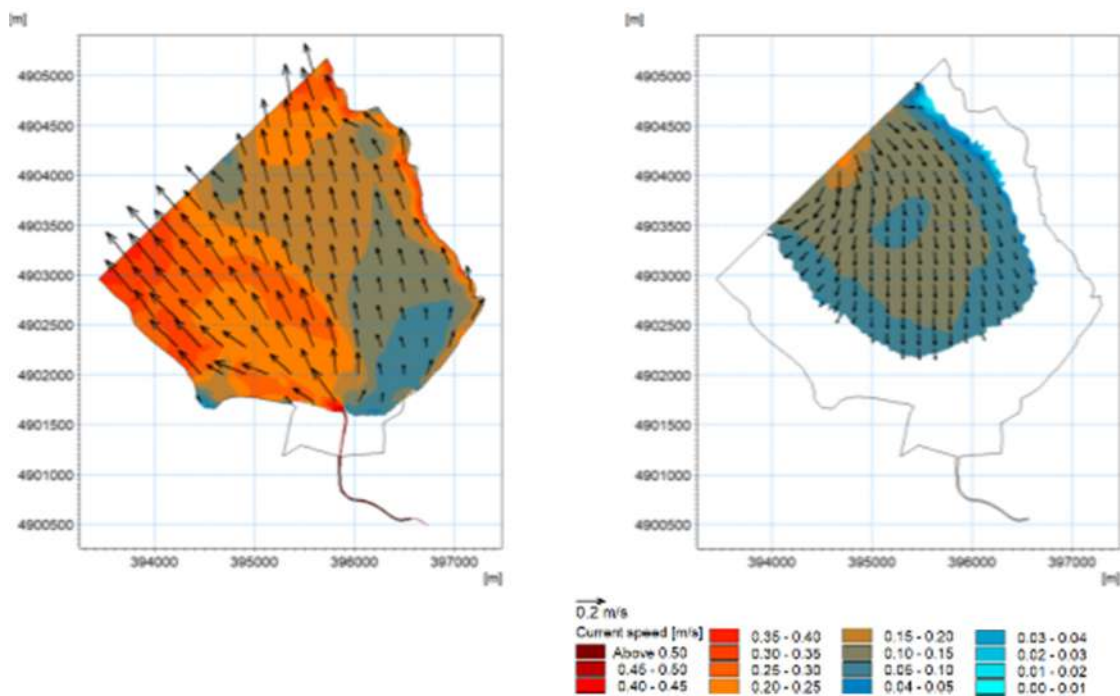 [m]
4905000
4904500
4904000
4903500
4903000
4902500
4902000
4901500
4901000
4900500
394000 395000 396000 397000
[m]
[m]
4905000
4904500
4904000
4903500
4903000
4902500
4902000
4901500
4901000
4900500
394000 395000 396000 397000
[m]
0.2 m/s
Current speed [m/s]
Above 0.50
0.45 - 0.50
0.40 - 0.45
0.35 - 0.40
0.30 - 0.35
0.25 - 0.30
0.20 - 0.25
0.15 - 0.20
0.10 - 0.15
0.05 - 0.10
0.04 - 0.05
0.03 - 0.04
0.02 - 0.03
0.01 - 0.02
0.00 - 0.01